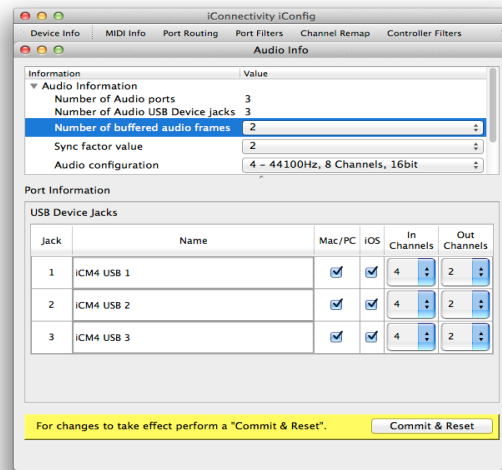 iConnectivity iConfig
Device Info MIDI Info Port Routing Port Filters Channel Remap Controller Filters
Audio Info
Information Value
Audio Information
Number of Audio ports 3
Number of Audio USB Device jacks 3
Number of buffered audio frames 2
Sync factor value 2
Audio configuration 4 – 44100Hz, 8 Channels, 16bit
Port Information
USB Device Jacks
Jack Name Mac/PC iOS In Channels Out Channels
1 iCM4 USB 1 4 2
2 iCM4 USB 2 4 2
3 iCM4 USB 3 4 2
For changes to take effect perform a "Commit & Reset". Commit & Reset